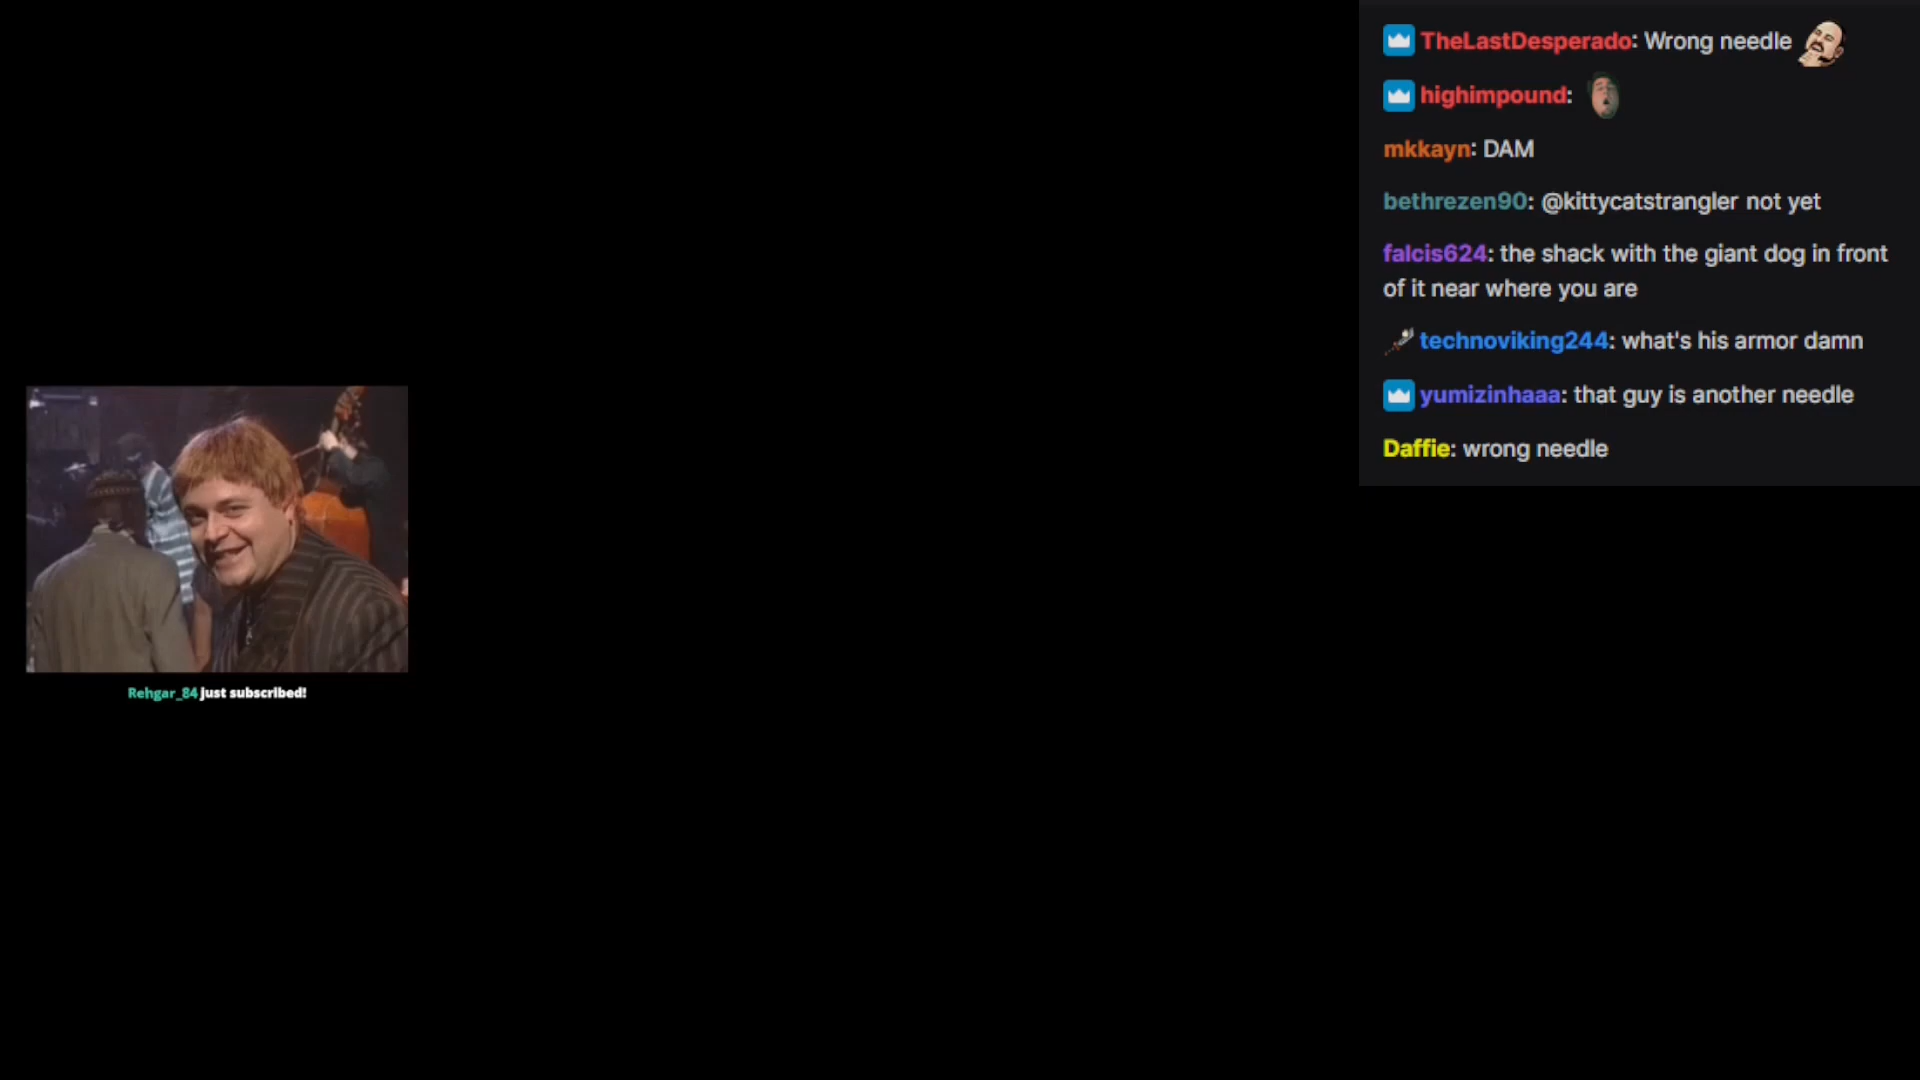 TheLastDesperado: Wrong needle
highimpound:
mkkayn: DAM
bethrezen90: @kittycatstrangler not yet
falcis624: the shack with the giant dog in front
of it near where you are
technoviking244: what's his armor damn
yumizinhaaa: that guy is another needle
Daffie: wrong needle
Rehgar_84 just subscribed!